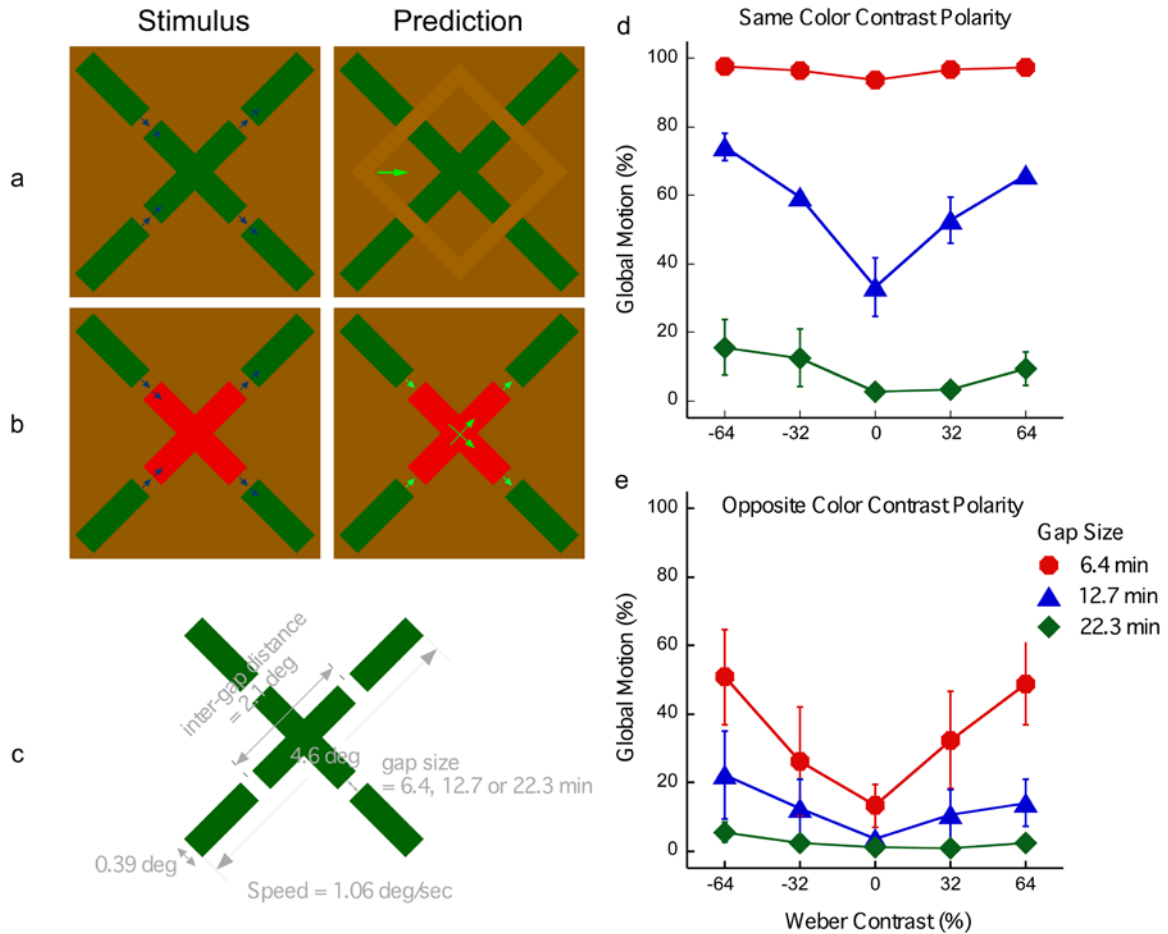 Stimulus
Prediction
a
b
c
inter-gap distance
= 2.1 deg
4.6 deg
gap size
= 6.4, 12.7 or 22.3 min
0.39 deg
Speed = 1.06 deg/sec
d
Same Color Contrast Polarity
Global Motion (%)
100
80
60
40
20
0
-64
-32
0
32
64
e
Opposite Color Contrast Polarity
Gap Size
6.4 min
12.7 min
22.3 min
Global Motion (%)
100
80
60
40
20
0
-64
-32
0
32
64
Weber Contrast (%)